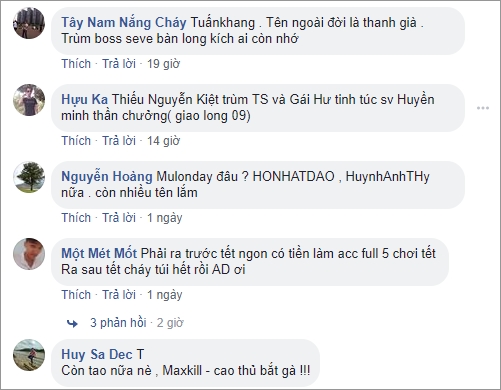 Tây Nam Nắng Cháy Tuấnkhang . Tên ngoài đời là thanh già .
Trùm boss seve bàn long kích ai còn nhớ
Thích · Trả lời · 19 giờ
Hựu Ka Thiếu Nguyễn Kiệt trùm TS và Gái Hư tinh túc sv Huyền
minh thần chưởng( giao long 09)
Thích · Trả lời · 14 giờ
Nguyễn Hoàng Mulonday đâu ? HONHATDAO , HuynhAnhTHy
nữa . còn nhiều tên lắm
Thích · Trả lời · 1 ngày
Một Mét Mốt Phải ra trước tết ngon có tiền làm acc full 5 chơi tết
Ra sau tết cháy túi hết rồi AD ơi
Thích · Trả lời · 1 ngày
3 phản hồi · 2 giờ
Huy Sa Dec T
Còn tao nữa nè , Maxkill - cao thủ bắt gà !!!